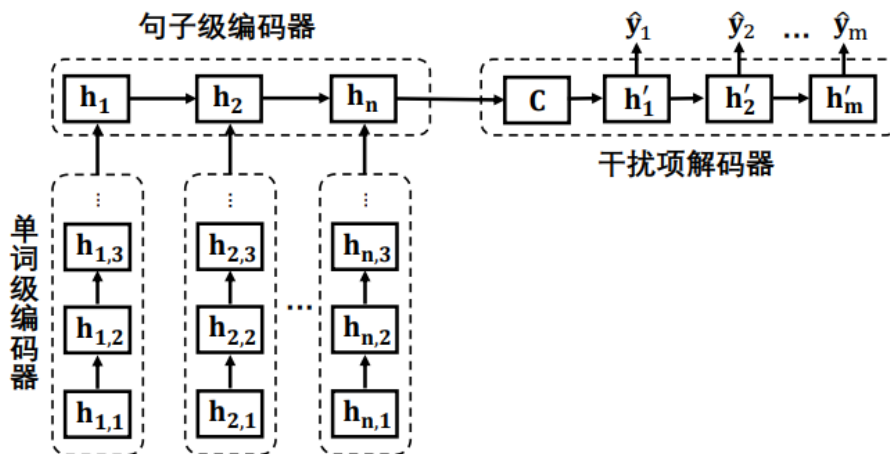 句子级编码器
h₁
h₂
hₙ
C
h′₁
h′₂
h′ₘ
ŷ₁
ŷ₂
...
ŷₘ
干扰项解码器
单词级编码器
...
h₁,₃
h₁,₂
h₁,₁
...
h₂,₃
h₂,₂
h₂,₁
...
...
hₙ,₃
hₙ,₂
hₙ,₁